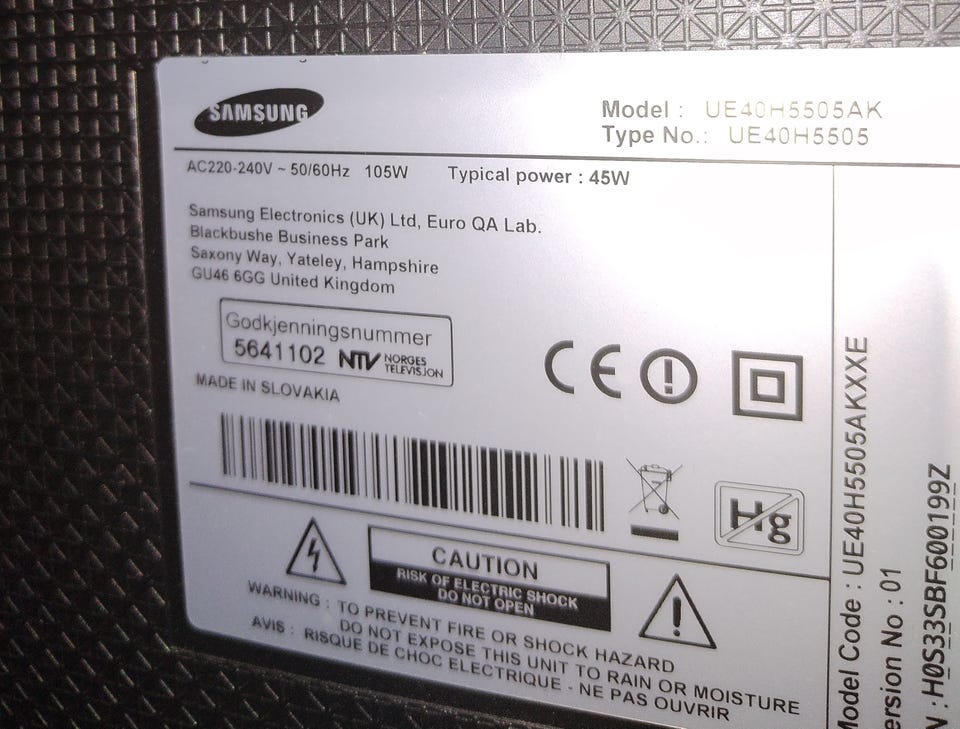 SAMSUNG
Model : UE40H5505AK
Type No.: UE40H5505
AC220-240V ~ 50/60Hz 105W Typical power : 45W
Samsung Electronics (UK) Ltd, Euro QA Lab.
Blackbushe Business Park
Saxony Way, Yateley, Hampshire
GU46 6GG United Kingdom
Godkjenningsnummer
5641102 NTV NORGES
TELEVISJON
MADE IN SLOVAKIA
CE
Hg
CAUTION
RISK OF ELECTRIC SHOCK
DO NOT OPEN
WARNING : TO PREVENT FIRE OR SHOCK HAZARD
DO NOT EXPOSE THIS UNIT TO RAIN OR MOISTURE
AVIS : RISQUE DE CHOC ELECTRIQUE - NE PAS OUVRIR
Model Code : UE40H5505AKXXE
ersion No : 01
N : H0S33SBF600199Z